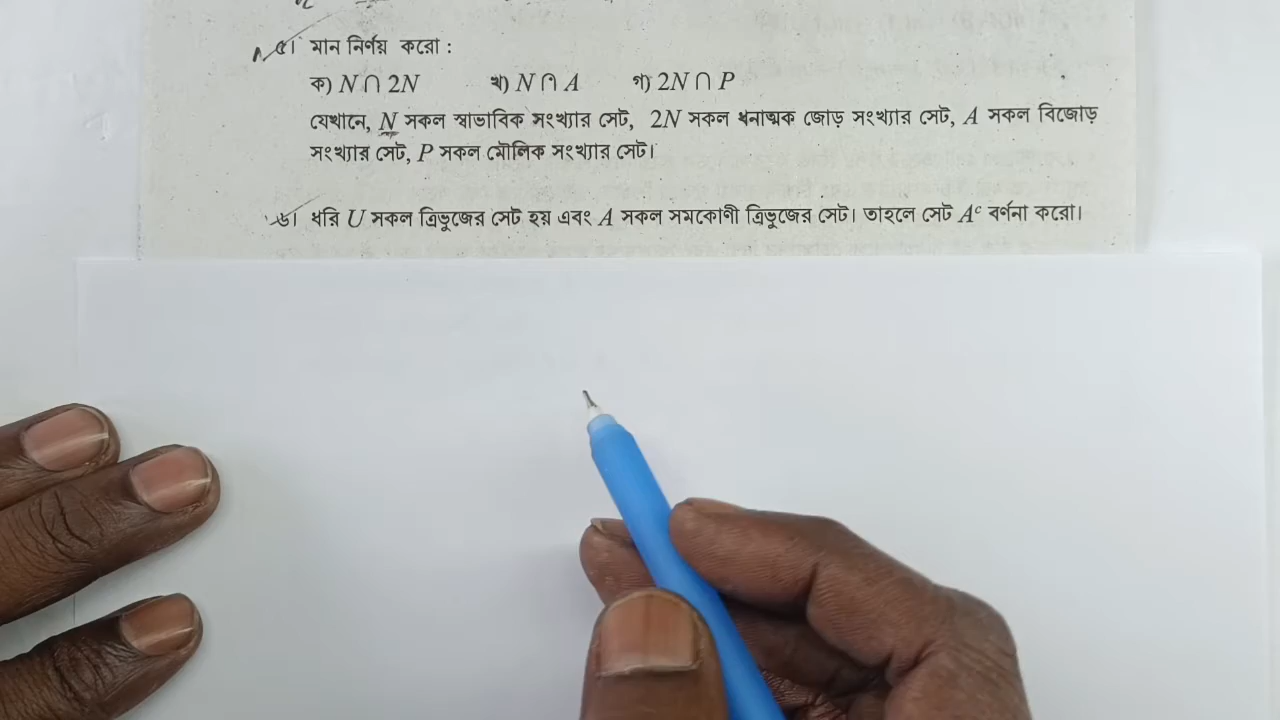 ৫। মান নির্ণয় করো :
ক) N ∩ 2N খ) N ∩ A গ) 2N ∩ P
যেখানে, N সকল স্বাভাবিক সংখ্যার সেট, 2N সকল ধনাত্মক জোড় সংখ্যার সেট, A সকল বিজোড়
সংখ্যার সেট, P সকল মৌলিক সংখ্যার সেট।
৬। ধরি U সকল ত্রিভুজের সেট হয় এবং A সকল সমকোণী ত্রিভুজের সেট। তাহলে সেট Aᶜ বর্ণনা করো।